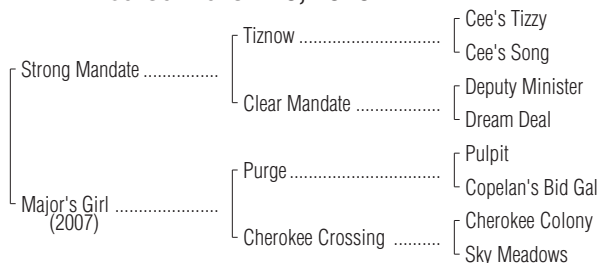 Cee's Tizzy
Tiznow
Cee's Song
Strong Mandate
Deputy Minister
Clear Mandate
Dream Deal
Pulpit
Purge
Copelan's Bid Gal
Major's Girl
(2007)
Cherokee Colony
Cherokee Crossing
Sky Meadows